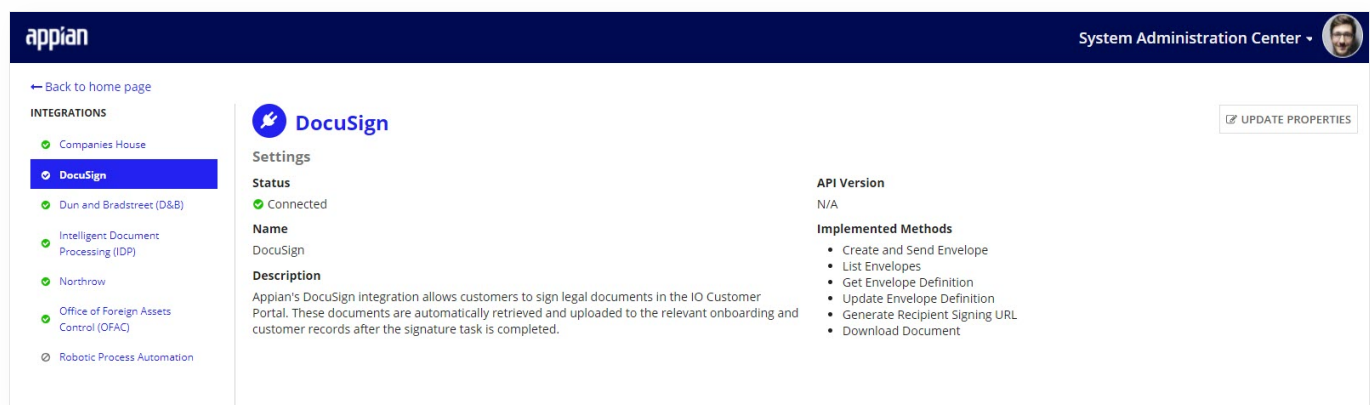 appian
System Administration Center
Back to home page
INTEGRATIONS
Companies House
DocuSign
Dun and Bradstreet (D&B)
Intelligent Document
Processing (IDP)
Northrow
Office of Foreign Assets
Control (OFAC)
Robotic Process Automation
DocuSign
UPDATE PROPERTIES
Settings
Status
Connected
Name
DocuSign
Description
Appian's DocuSign integration allows customers to sign legal documents in the IO Customer
Portal. These documents are automatically retrieved and uploaded to the relevant onboarding and
customer records after the signature task is completed.
API Version
N/A
Implemented Methods
• Create and Send Envelope
• List Envelopes
• Get Envelope Definition
• Update Envelope Definition
• Generate Recipient Signing URL
• Download Document